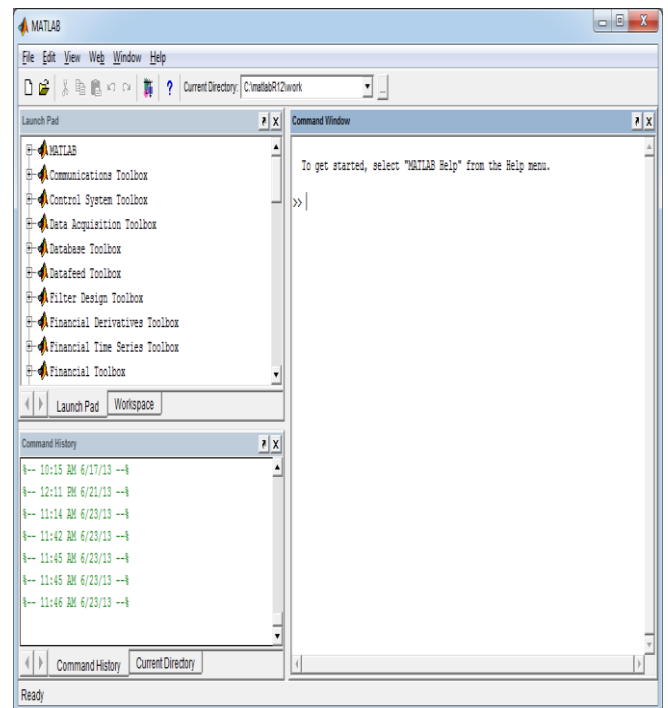 MATLAB
File Edit View Web Window Help
? Current Directory: C:\matlabR12\work ...
Launch Pad
MATLAB
Communications Toolbox
Control System Toolbox
Data Acquisition Toolbox
Database Toolbox
Datafeed Toolbox
Filter Design Toolbox
Financial Derivatives Toolbox
Financial Time Series Toolbox
Financial Toolbox
Launch Pad Workspace
Command History
%-- 10:15 AM 6/17/13 --%
%-- 12:11 PM 6/21/13 --%
%-- 11:14 AM 6/23/13 --%
%-- 11:42 AM 6/23/13 --%
%-- 11:45 AM 6/23/13 --%
%-- 11:45 AM 6/23/13 --%
%-- 11:46 AM 6/23/13 --%
Command History Current Directory
Command Window
To get started, select "MATLAB Help" from the Help menu.
>>
Ready